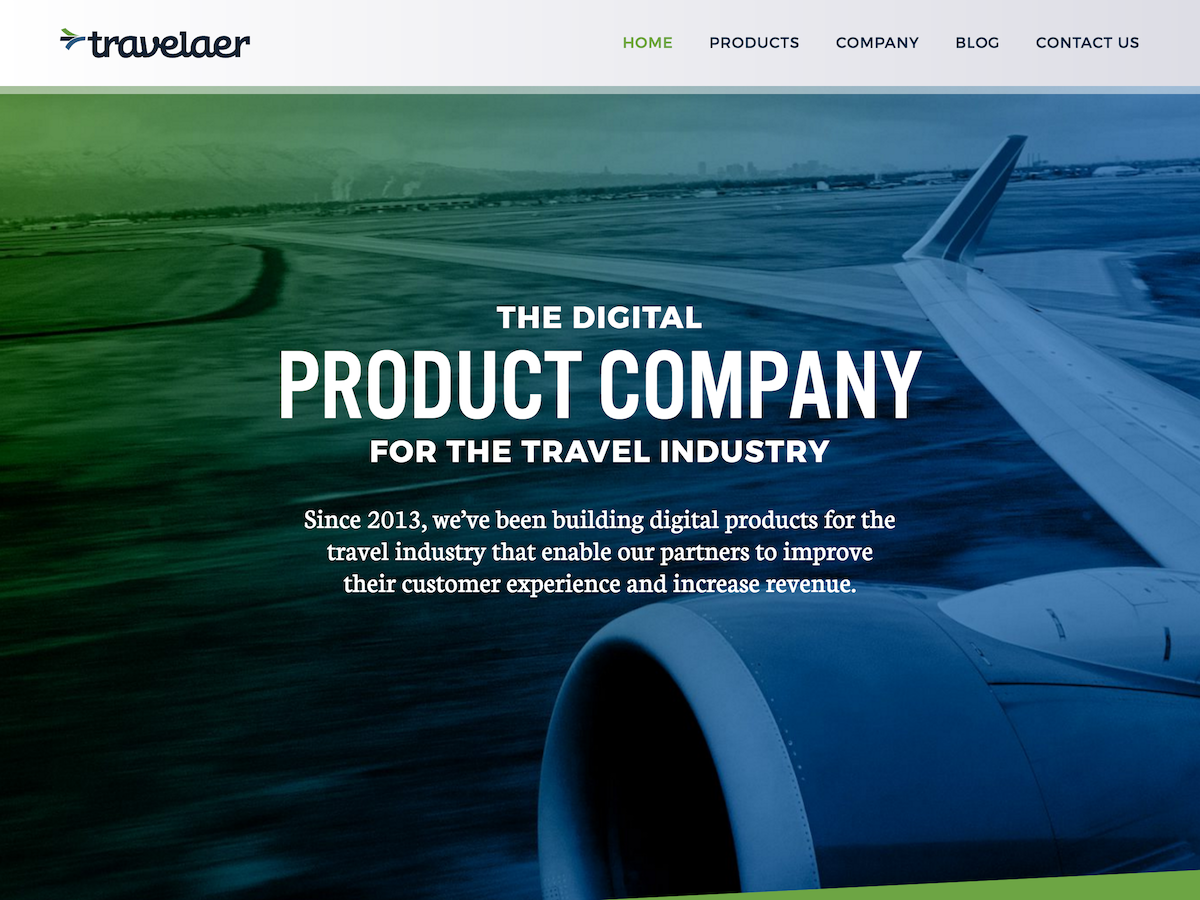 travelaer
HOME PRODUCTS COMPANY BLOG CONTACT US
THE DIGITAL
PRODUCT COMPANY
FOR THE TRAVEL INDUSTRY
Since 2013, we’ve been building digital products for the
travel industry that enable our partners to improve
their customer experience and increase revenue.